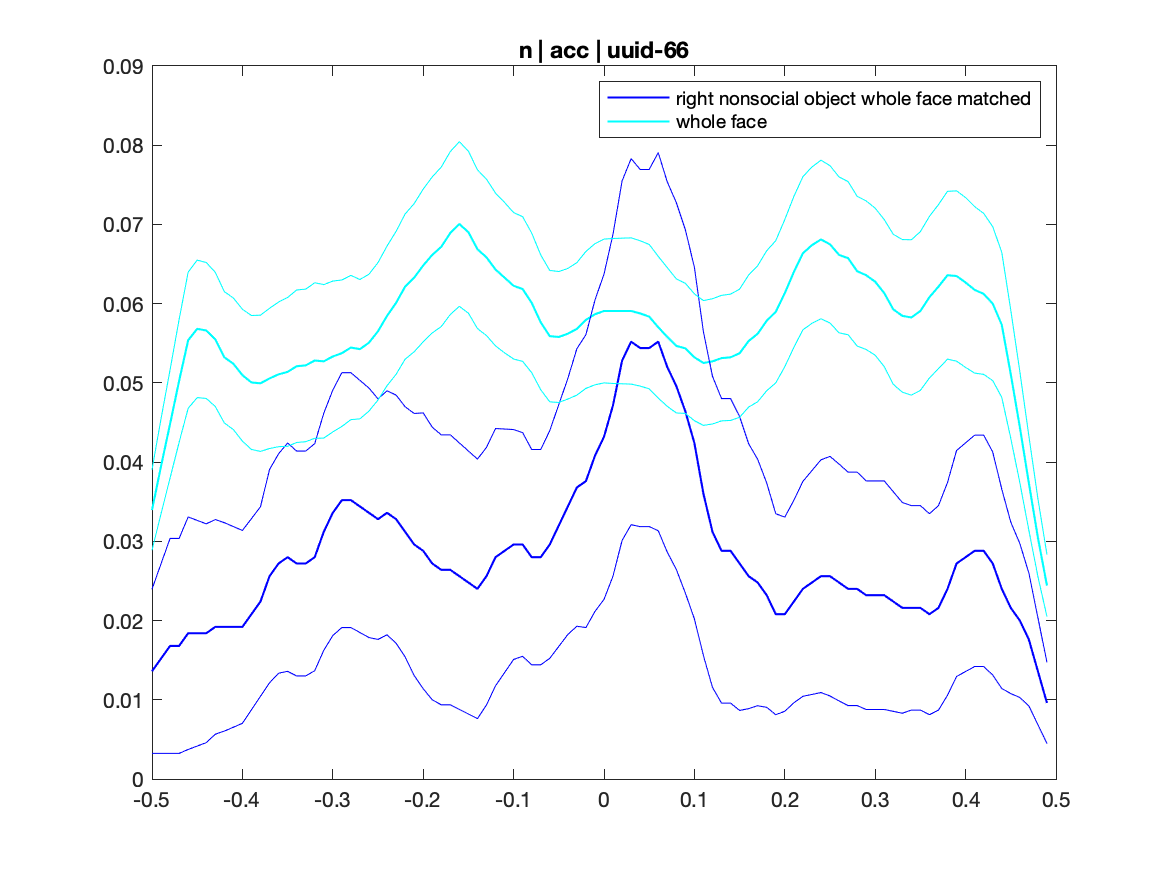 n | acc | uuid-66
right nonsocial object whole face matched
whole face
0.09
0.08
0.07
0.06
0.05
0.04
0.03
0.02
0.01
0
-0.5 -0.4 -0.3 -0.2 -0.1 0 0.1 0.2 0.3 0.4 0.5